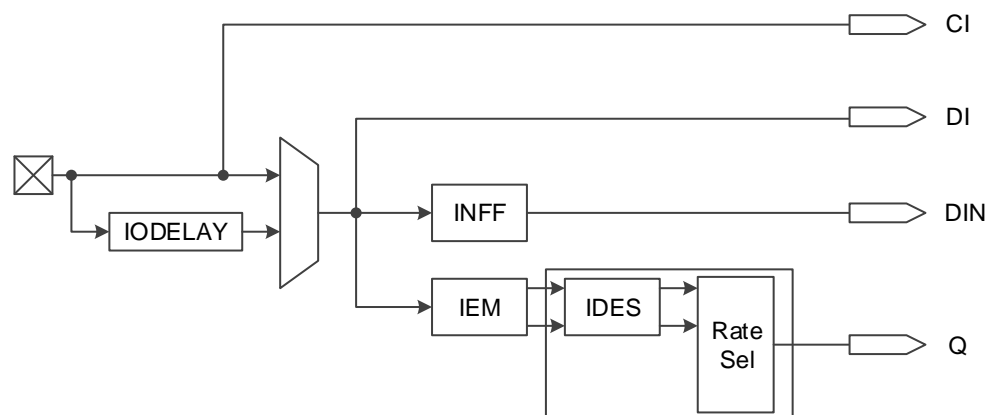 CI
DI
INFF
DIN
IODELAY
IEM
IDES
Rate
Sel
Q